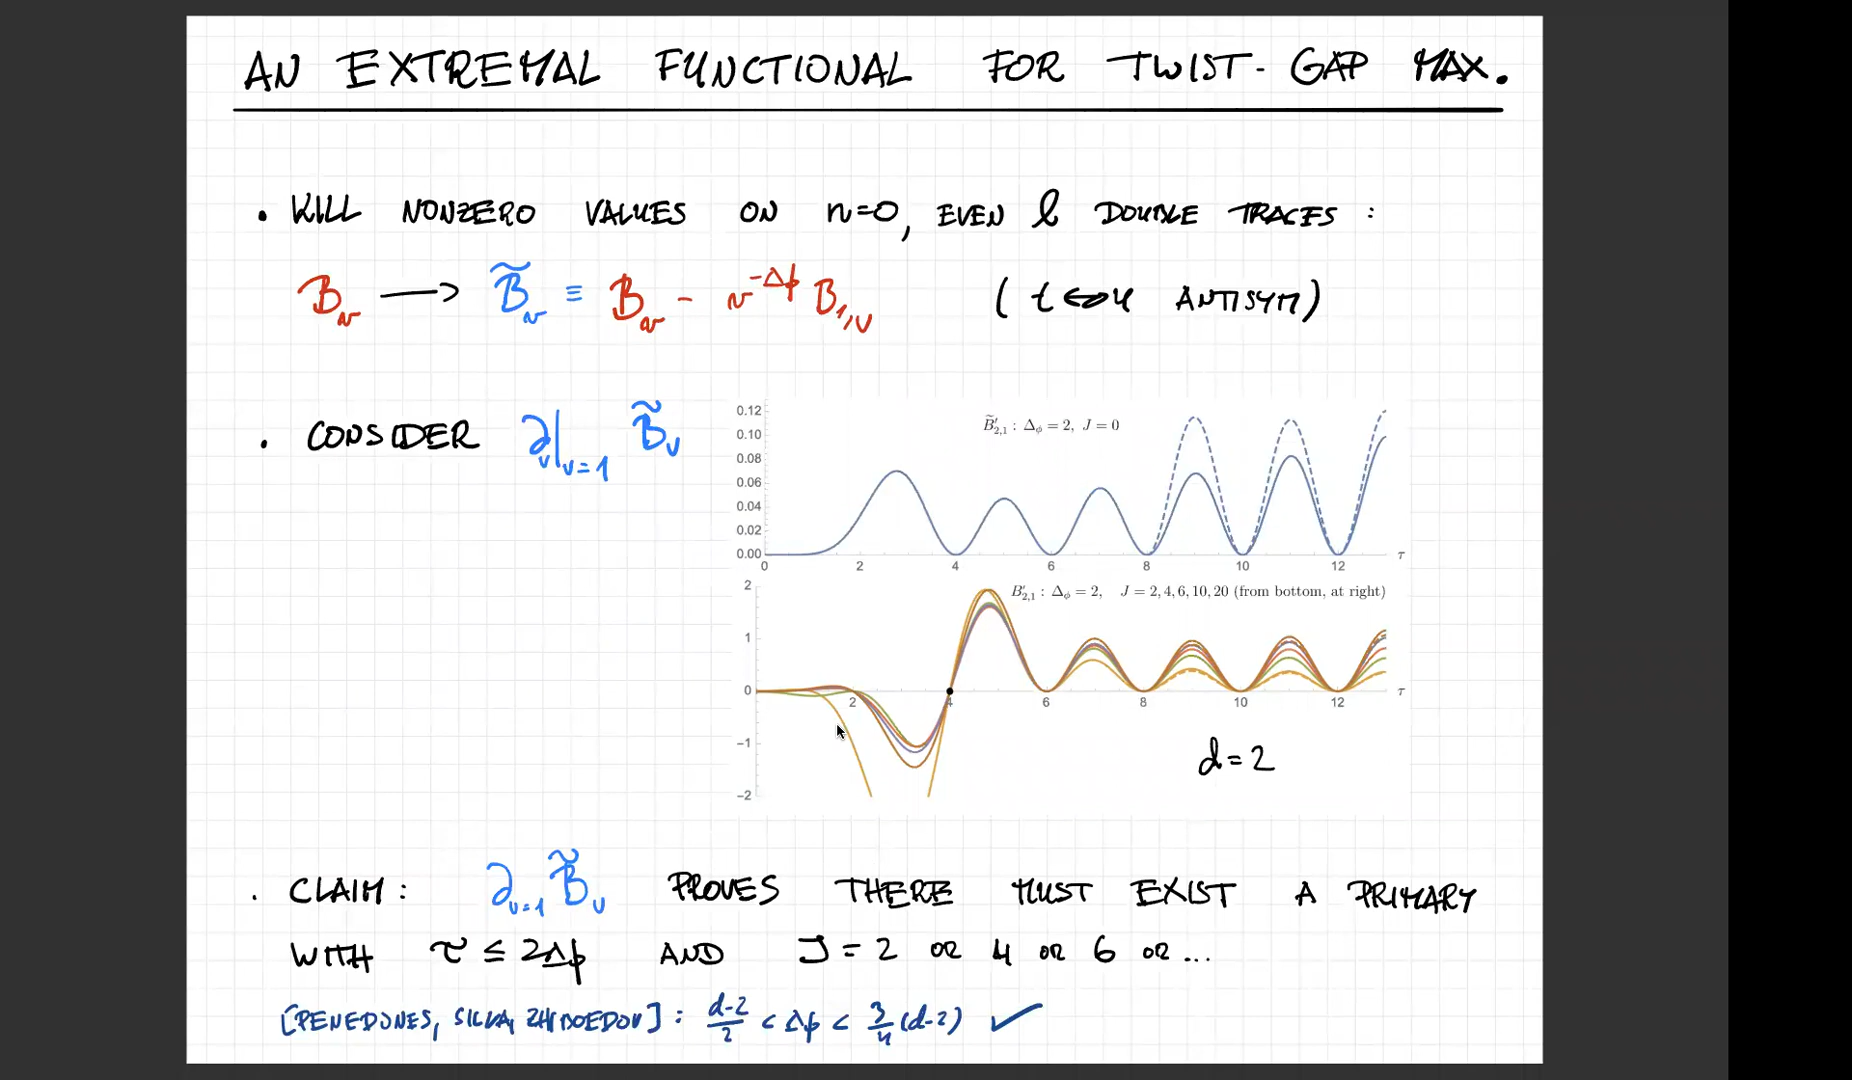 AN EXTREMAL FUNCTIONAL FOR TWIST-GAP MAX.
• KILL NONZERO VALUES ON n=0, EVEN ℓ DOUBLE TRACES :
B_v ⟶ B̃_v ≡ B_v - v^{-Δϕ} B_{1/v} (t↔u ANTISYM)
• CONSIDER ∂_v|_{v=1} B̃_v
0.12
0.10
0.08
0.06
0.04
0.02
0.00
B̃′_{2,1} : Δ_ϕ = 2, J = 0
0 2 4 6 8 10 12 τ
2
1
0
−1
−2
B′_{2,1} : Δ_ϕ = 2, J = 2, 4, 6, 10, 20 (from bottom, at right)
2 4 6 8 10 12 τ
d=2
• CLAIM: ∂_{v=1} B̃_v PROVES THERE MUST EXIST A PRIMARY
WITH τ ≤ 2Δϕ AND J = 2 OR 4 OR 6 OR ...
[PENEDONES, SILVA, ZHIBOEDOV] : \frac{d-2}{2} < Δϕ < \frac{3}{4}(d-2) ✓